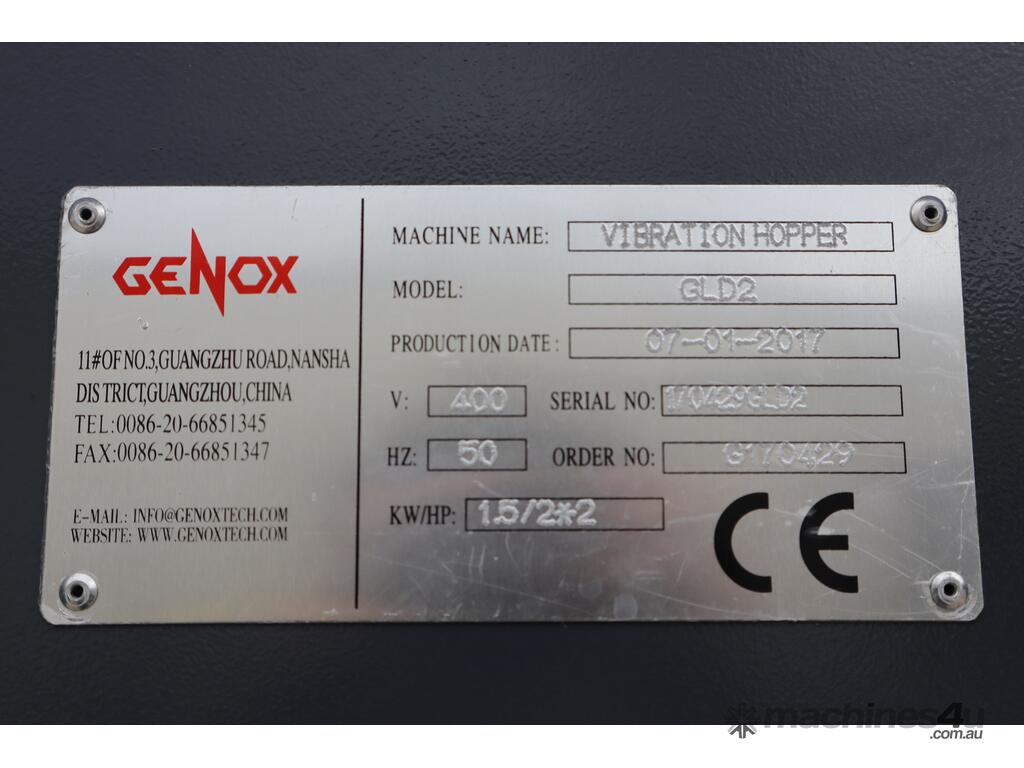 GENOX
11#OF NO.3,GUANGZHU ROAD,NANSHA
DISTRICT,GUANGZHOU,CHINA
TEL:0086-20-66851345
FAX:0086-20-66851347
E-MAIL: INFO@GENOXTECH.COM
WEBSITE: WWW.GENOXTECH.COM
MACHINE NAME: VIBRATION HOPPER
MODEL: GLD2
PRODUCTION DATE: 07-01-2017
V: 400 SERIAL NO: 170429GLD2
HZ: 50 ORDER NO: G170429
KW/HP: 1.5/2*2
CE
machines4u
.com.au